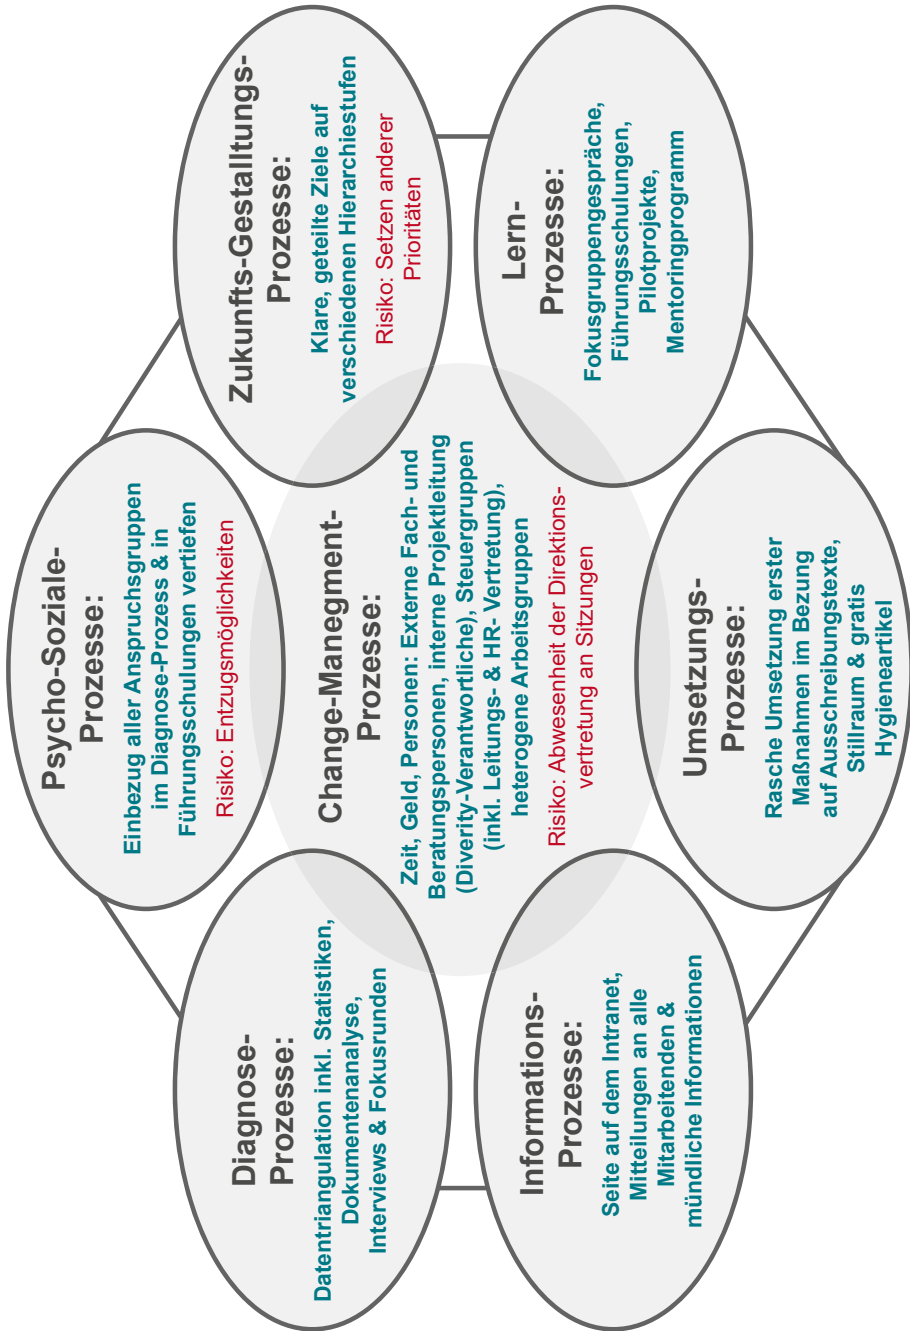 Psycho-Soziale-
Prozesse:
Einbezug aller Anspruchsgruppen
im Diagnose-Prozess & in
Führungsschulungen vertiefen
Risiko: Entzugsmöglichkeiten
Diagnose-
Prozesse:
Datentriangulation inkl. Statistiken,
Dokumentenanalyse,
Interviews & Fokusrunden
Zukunfts-Gestalltungs-
Prozesse:
Klare, geteilte Ziele auf
verschiedenen Hierarchiestufen
Risiko: Setzen anderer
Prioritäten
Change-Manegment-
Prozesse:
Zeit, Geld, Personen: Externe Fach- und
Beratungspersonen, interne Projektleitung
(Diverity-Verantwortliche), Steuergruppen
(inkl. Leitungs- & HR- Vertretung),
heterogene Arbeitsgruppen
Risiko: Abwesenheit der Direktions-
vertretung an Sitzungen
Informations-
Prozesse:
Seite auf dem Intranet,
Mitteilungen an alle
Mitarbeitenden &
mündliche Informationen
Lern-
Prozesse:
Fokusgruppengespräche,
Führungsschulungen,
Pilotprojekte,
Mentoringprogramm
Umsetzungs-
Prozesse:
Rasche Umsetzung erster
Maßnahmen im Bezung
auf Ausschreibungstexte,
Stillraum & gratis
Hygieneartikel